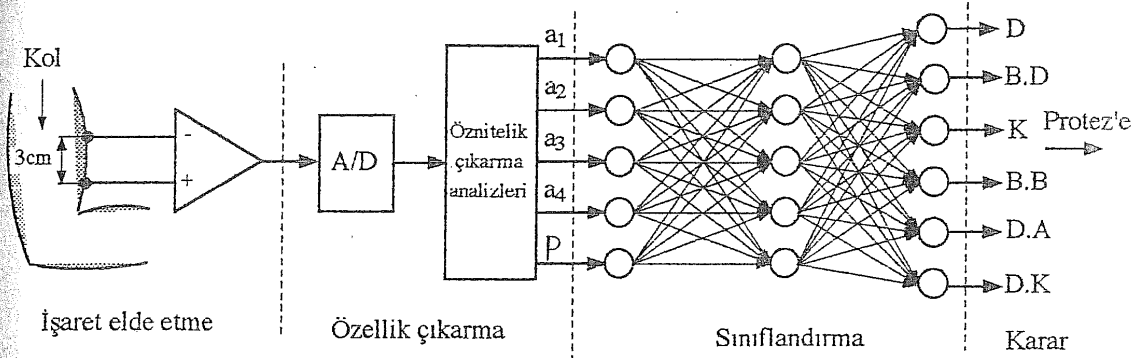 Kol
3cm
-
+
A/D
Öznitelik
çıkarma
analizleri
a1
a2
a3
a4
P
D
B.D
K
B.B
D.A
D.K
Protez'e
İşaret elde etme
Özellik çıkarma
Sınıflandırma
Karar